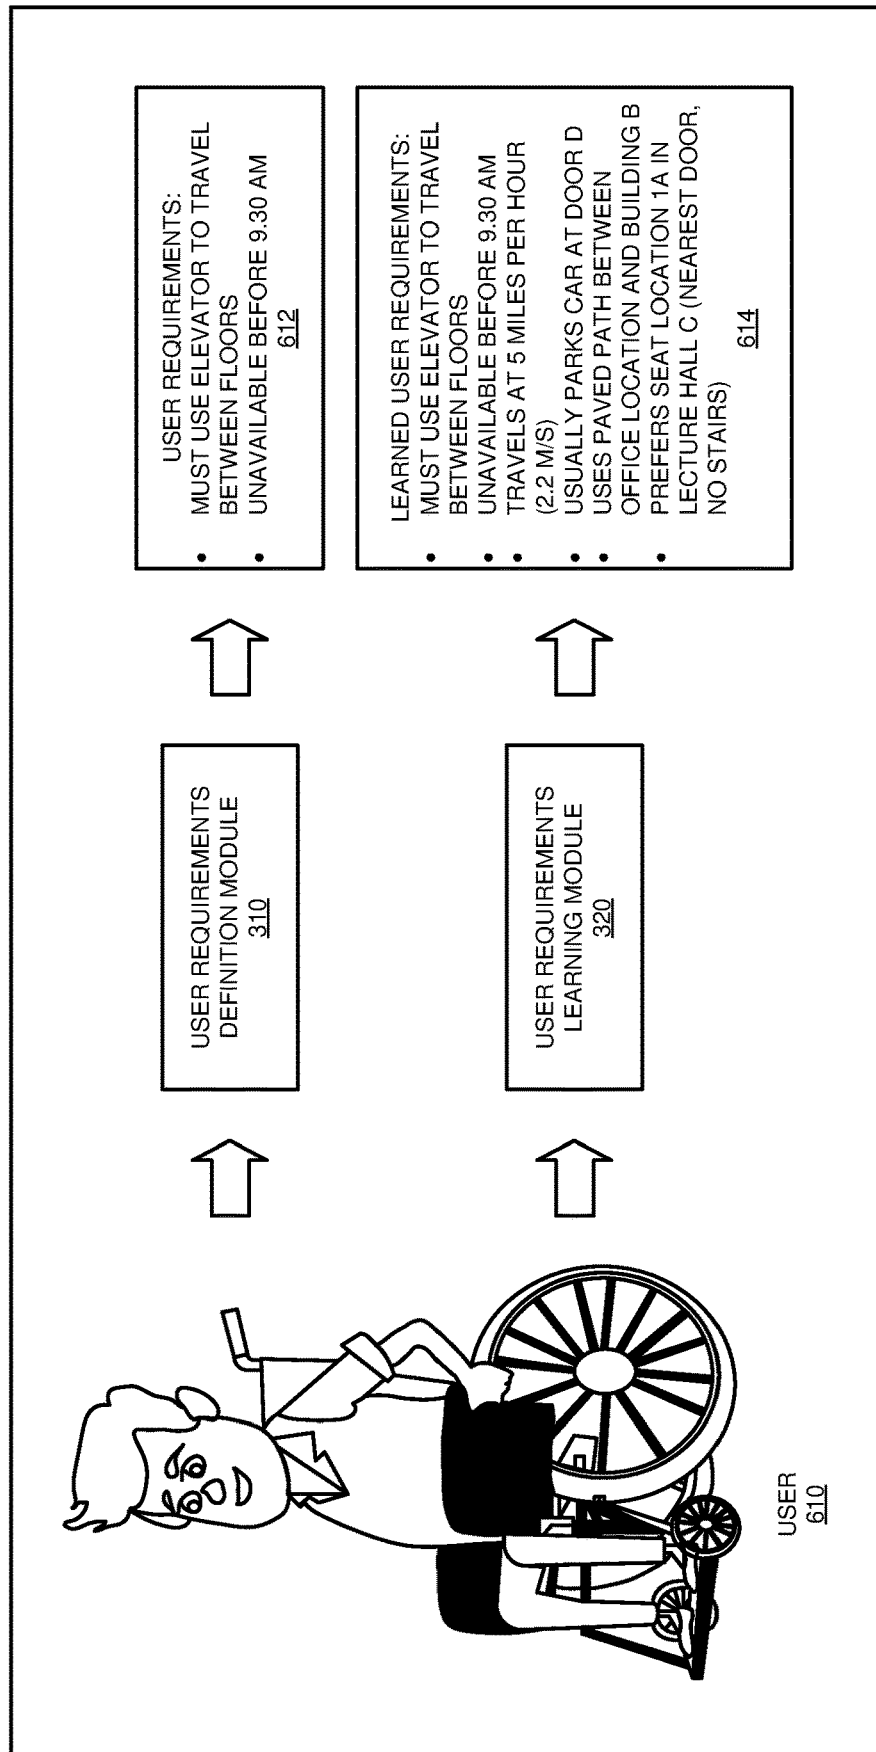 USER
610
USER REQUIREMENTS
DEFINITION MODULE
310
USER REQUIREMENTS:
• MUST USE ELEVATOR TO TRAVEL
BETWEEN FLOORS
• UNAVAILABLE BEFORE 9.30 AM
612
USER REQUIREMENTS
LEARNING MODULE
320
LEARNED USER REQUIREMENTS:
• MUST USE ELEVATOR TO TRAVEL
BETWEEN FLOORS
• UNAVAILABLE BEFORE 9.30 AM
• TRAVELS AT 5 MILES PER HOUR
(2.2 M/S)
• USUALLY PARKS CAR AT DOOR D
• USES PAVED PATH BETWEEN
OFFICE LOCATION AND BUILDING B
• PREFERS SEAT LOCATION 1A IN
LECTURE HALL C (NEAREST DOOR,
NO STAIRS)
614